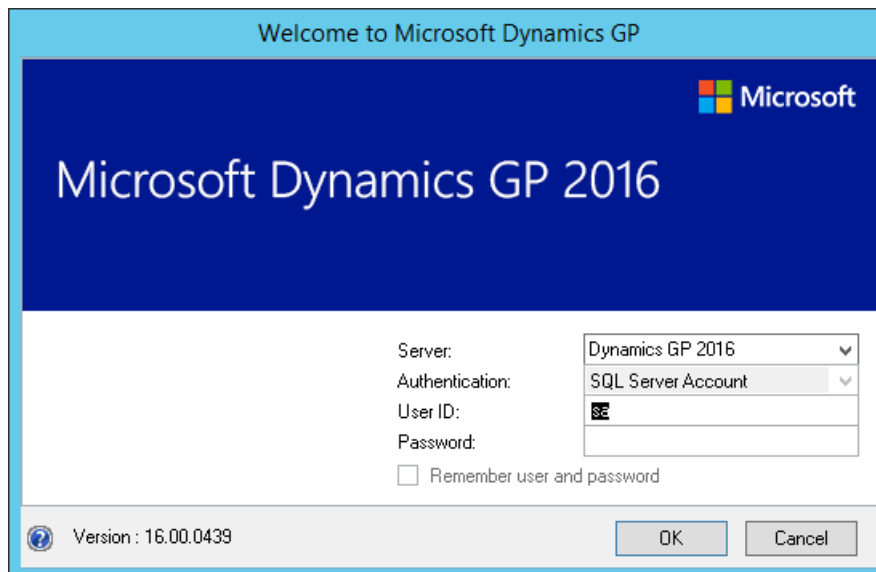 Welcome to Microsoft Dynamics GP
Microsoft
Microsoft Dynamics GP 2016
Server: Dynamics GP 2016
Authentication: SQL Server Account
User ID: sa
Password:
Remember user and password
Version : 16.00.0439 OK Cancel